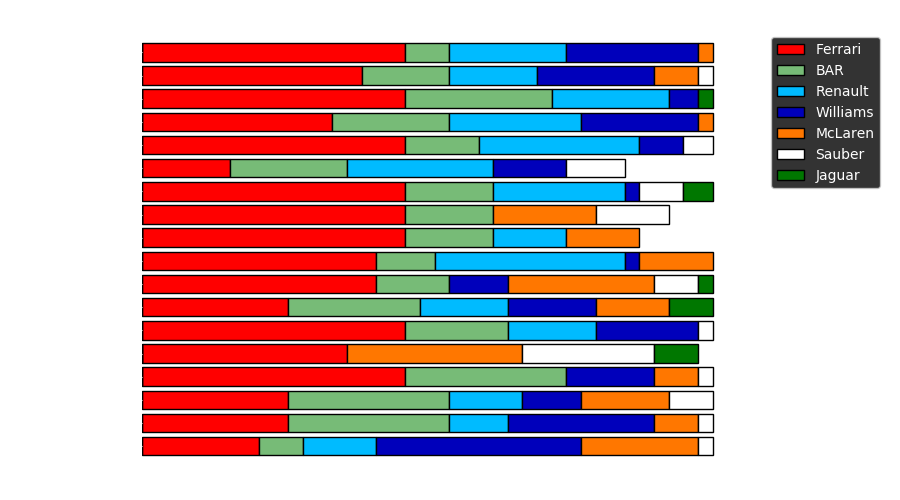 Ferrari
BAR
Renault
Williams
McLaren
Sauber
Jaguar